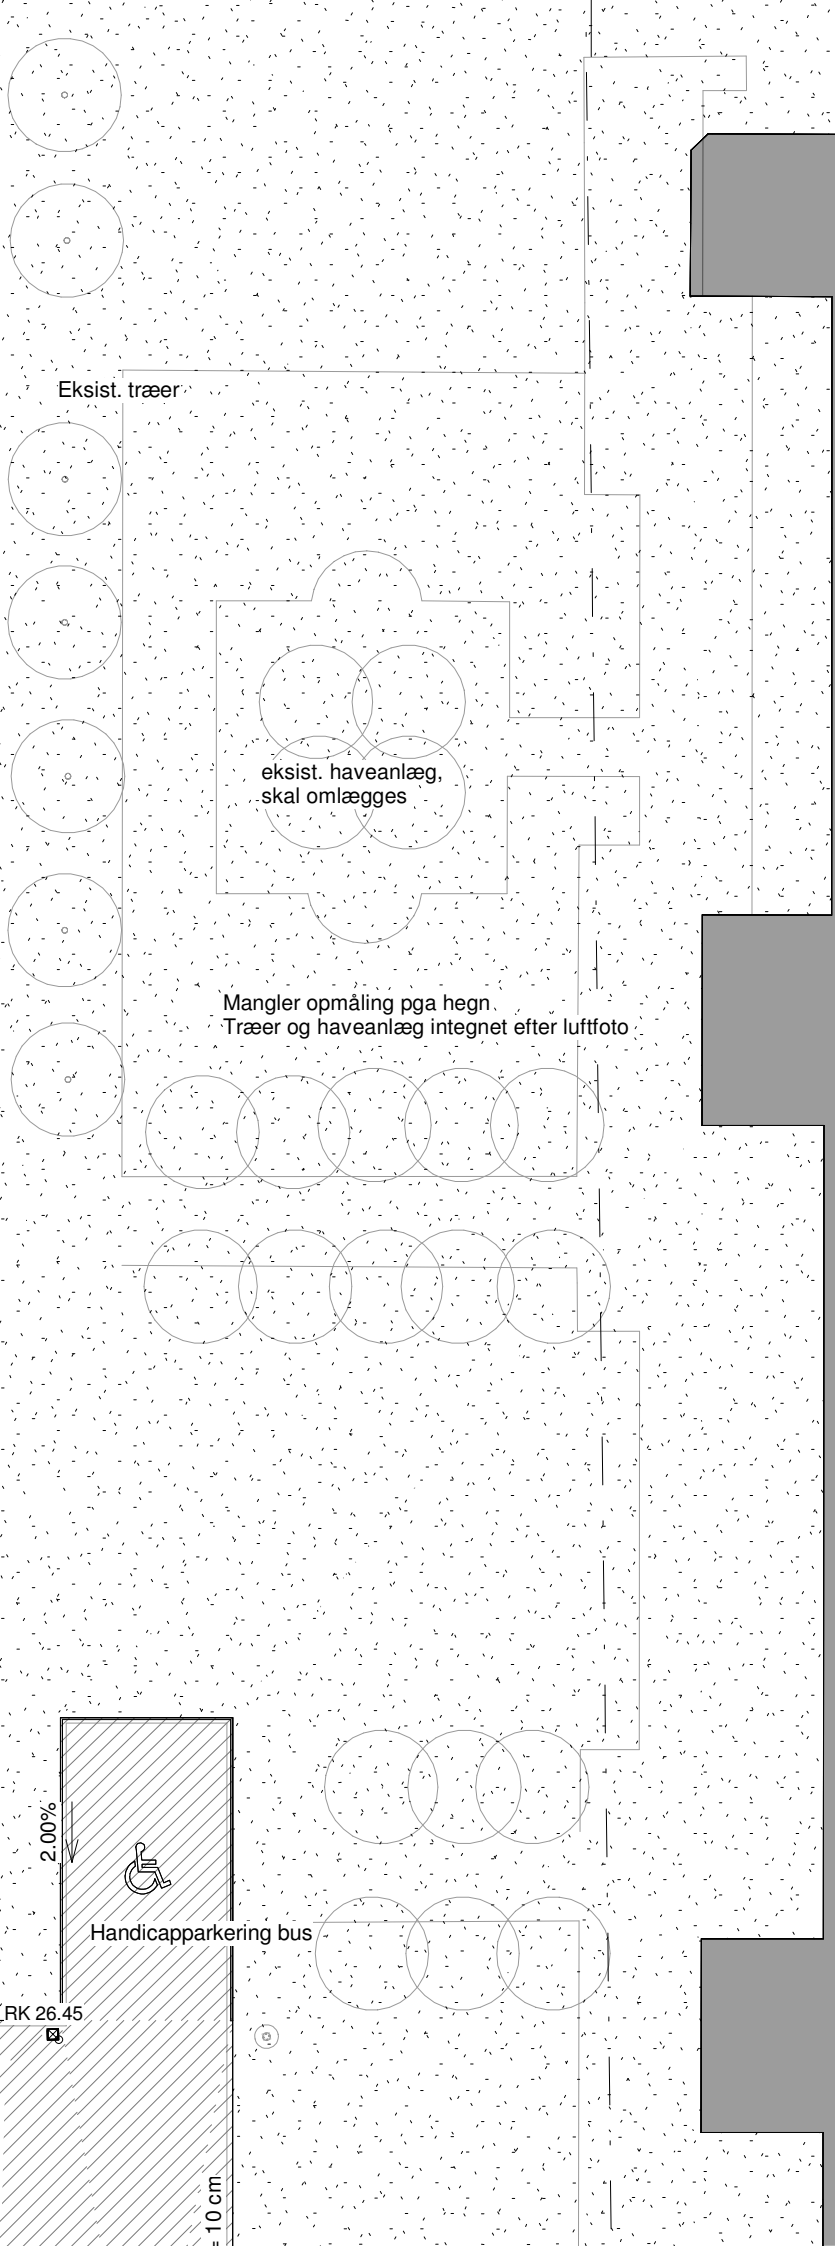 Eksist. træer
eksist. haveanlæg,
skal omlægges
Mangler opmåling pga hegn
Træer og haveanlæg integnet efter luftfoto
2.00%
Handicapparkering bus
RK 26.45
= 10 cm